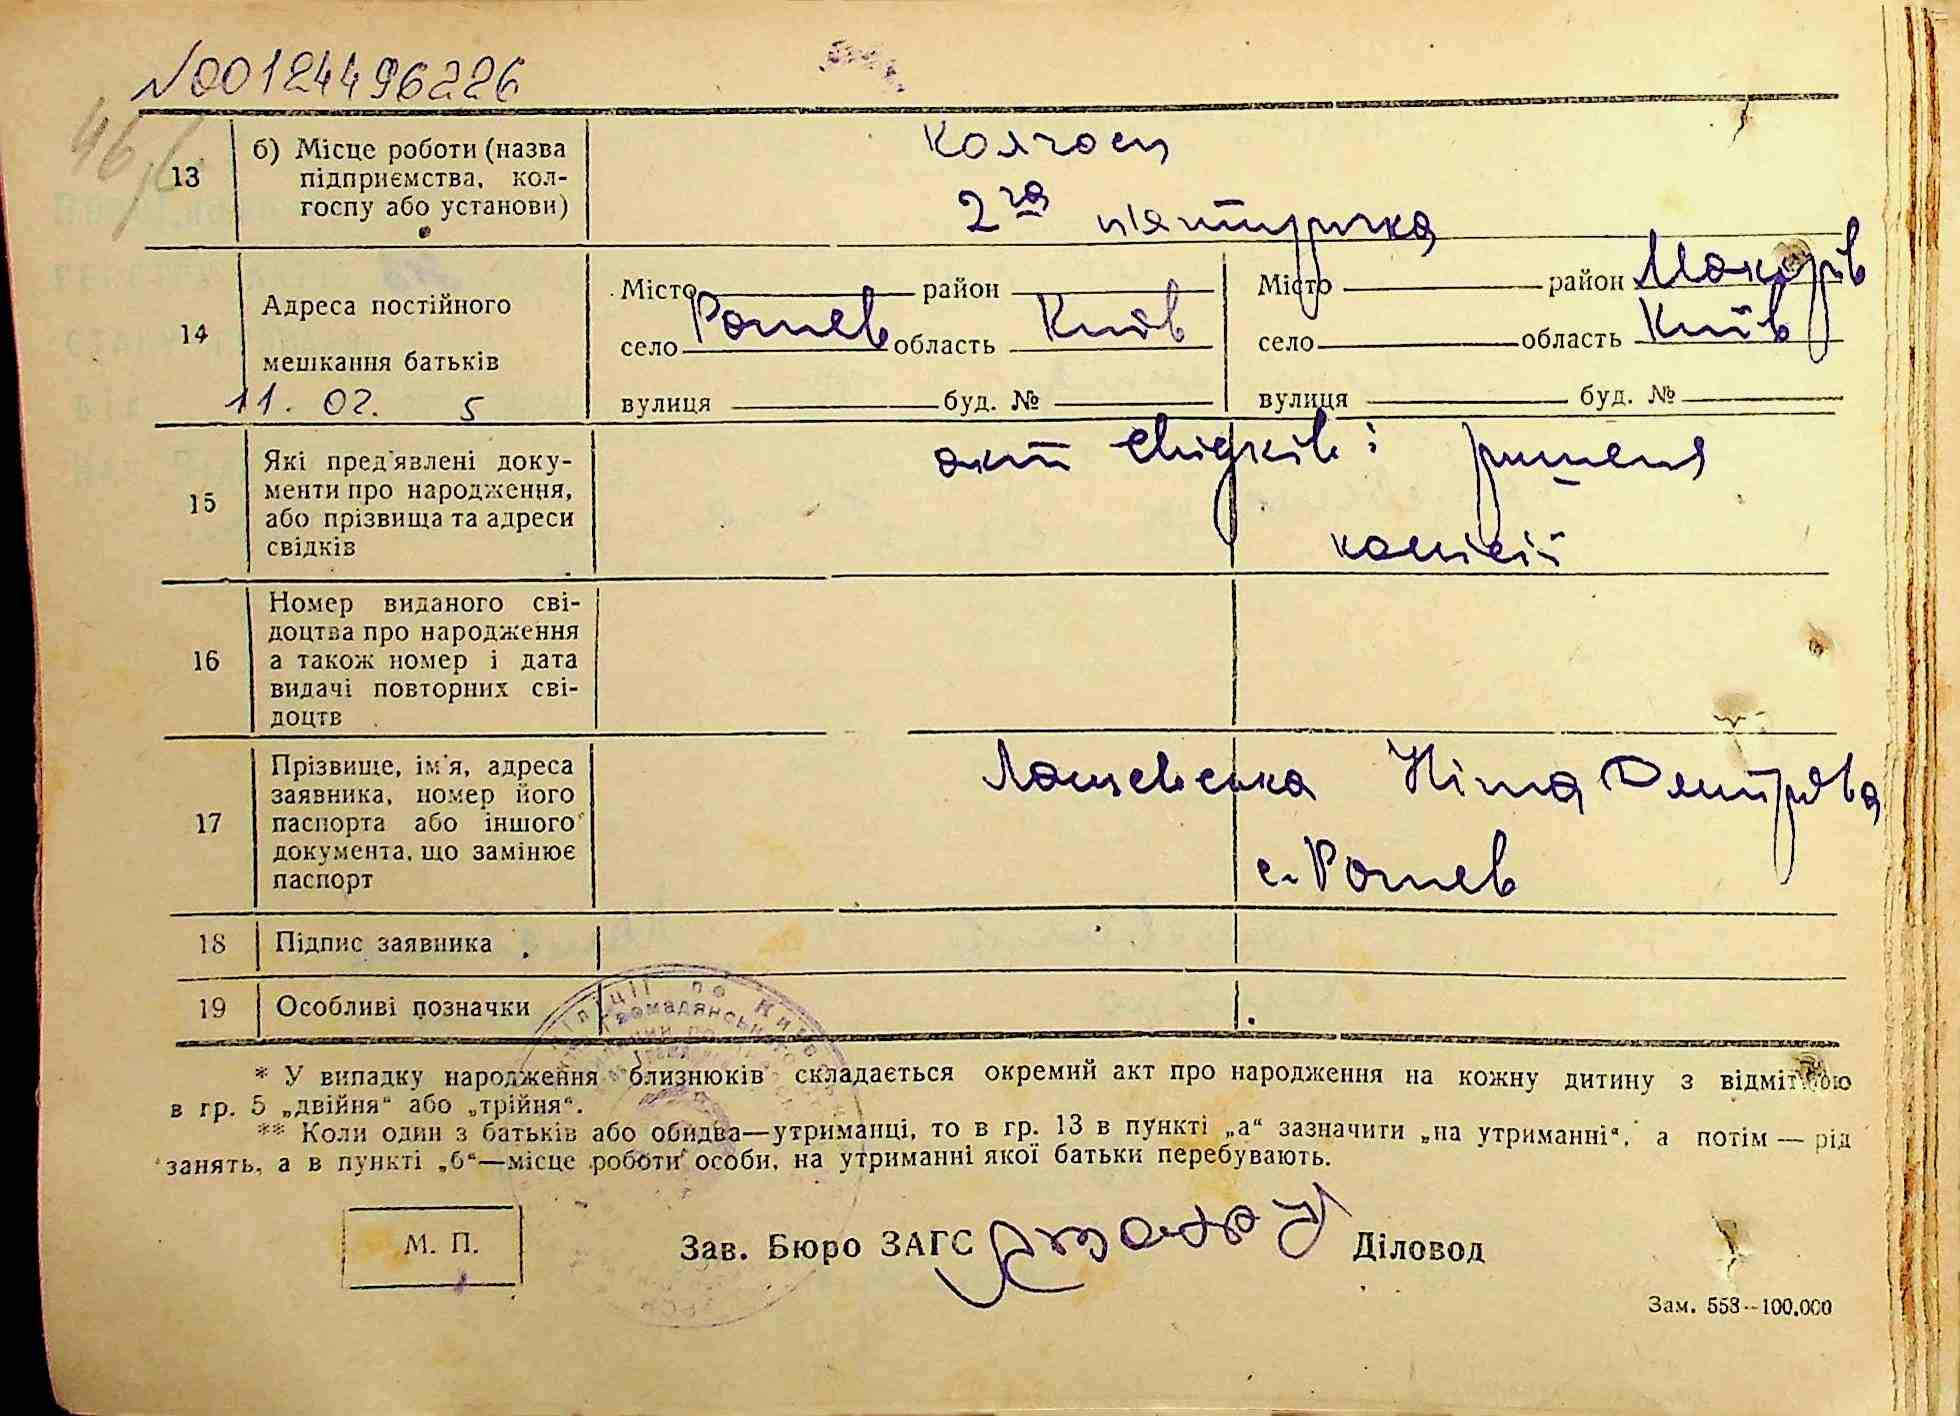 №00124496226
46,6
13 б) Місце роботи (назва
підприємства, кол-
госпу або установи)
Колгосп
2га п'ятирічка
14 Адреса постійного
мешкання батьків
11. 02. 5
Місто район
село Рожев область Київ
вулиця буд. №
Місто район Макарів
село область Київ
вулиця буд. №
15 Які пред'явлені доку-
менти про народження,
або прізвища та адреси
свідків
акт свідків і ришеня
комісії
16 Номер виданого сві-
доцтва про народження
а також номер і дата
видачі повторних сві-
доцтв
17 Прізвище, ім'я, адреса
заявника, номер його
паспорта або іншого
документа, що замінює
паспорт
Лащевська Ніна Дмитрівна
с. Рожев
18 Підпис заявника
19 Особливі позначки
* У випадку народження близнюків складається окремий акт про народження на кожну дитину з відміткою
в гр. 5 „двійня“ або „трійня“.
** Коли один з батьків або обидва—утриманці, то в гр. 13 в пункті „а“ зазначити „на утриманні“, а потім — рід
занять, а в пункті „б“—місце роботи особи, на утриманні якої батьки перебувають.
М. П.
Зав. Бюро ЗАГС Діловод
Зам. 558—100.000